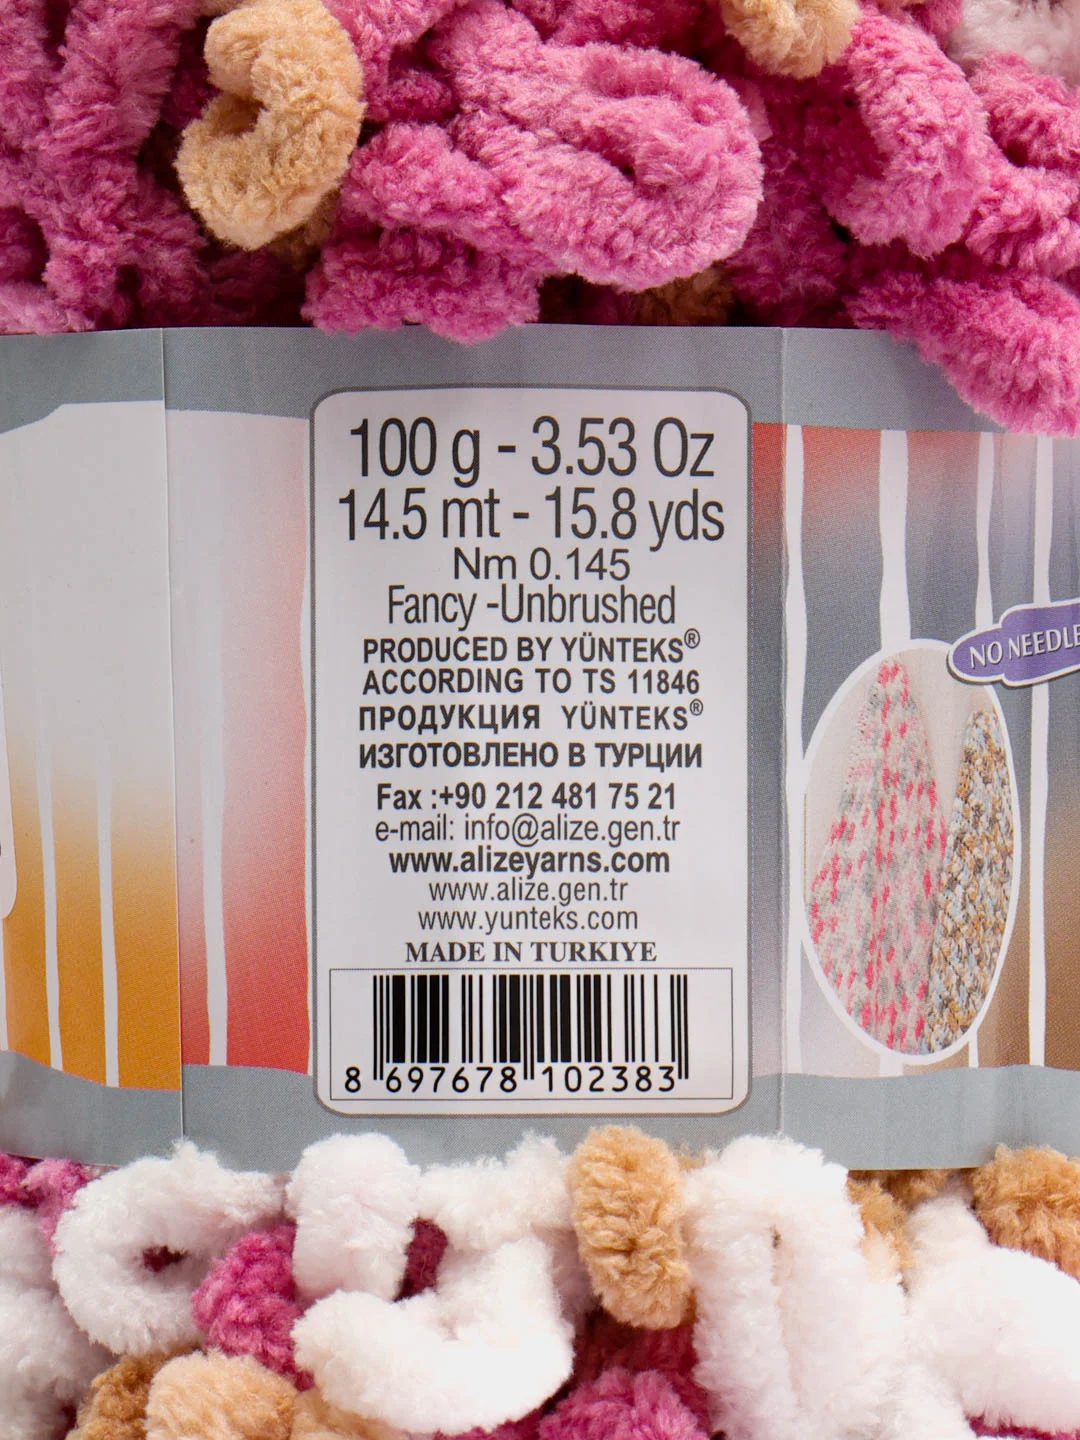 100 g - 3.53 Oz
14.5 mt - 15.8 yds
Nm 0.145
Fancy -Unbrushed
PRODUCED BY YÜNTEKS®
ACCORDING TO TS 11846
ПРОДУКЦИЯ YÜNTEKS®
ИЗГОТОВЛЕНО В ТУРЦИИ
Fax :+90 212 481 75 21
e-mail: info@alize.gen.tr
www.alizeyarns.com
www.alize.gen.tr
www.yunteks.com
MADE IN TURKIYE
8 697678 102383
NO NEEDLE